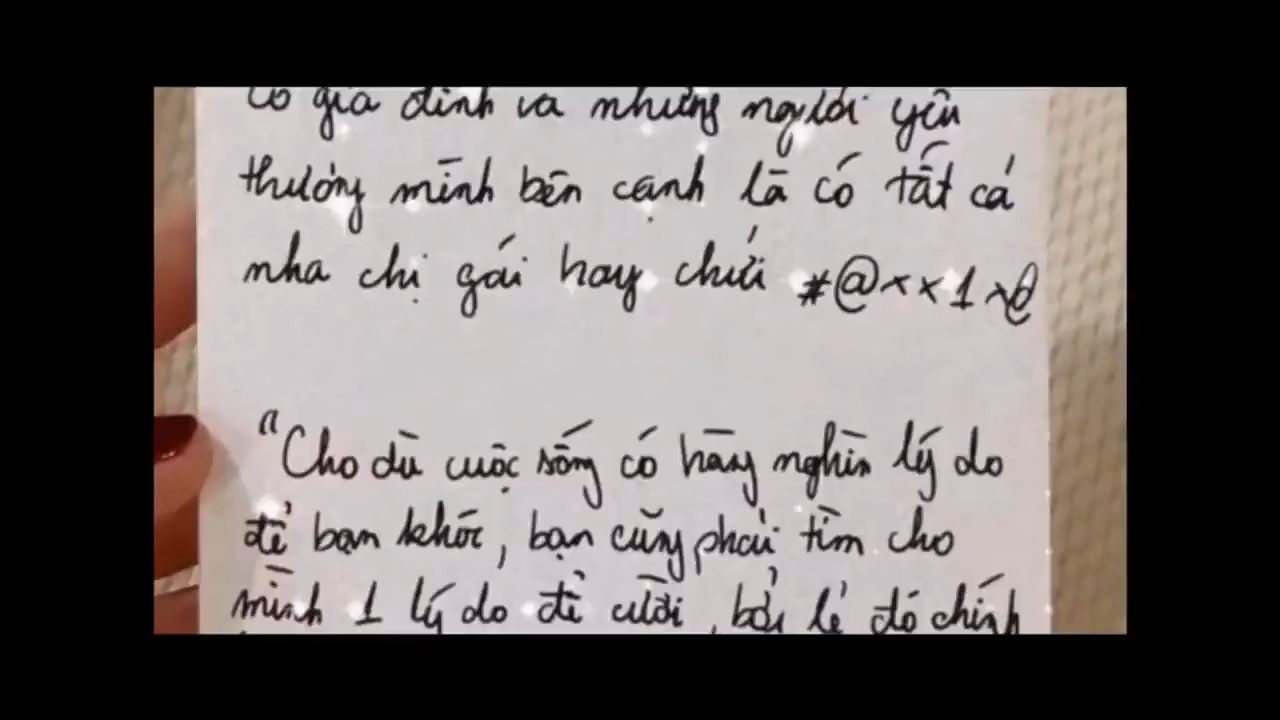 có gia đình và những người yêu
thương mình bên cạnh là có tất cả
nha chị gái hay chửi #@xx1x@
"Cho dù cuộc sống có hàng nghìn lý do
để bạn khóc, bạn cũng phải tìm cho
mình 1 lý do để cười, bởi lẽ đó chính